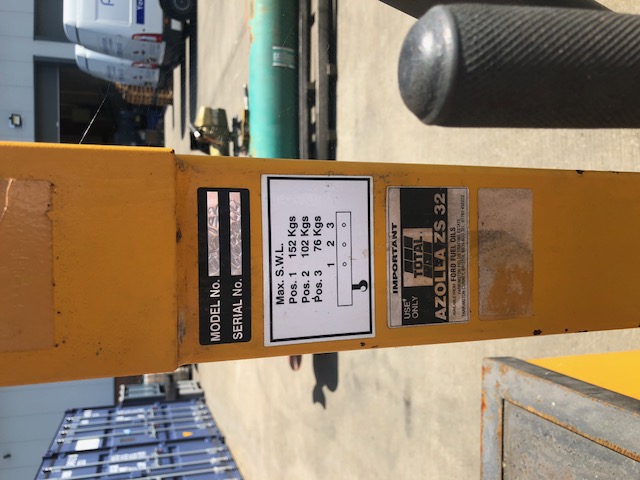 MODEL No.
SERIAL No.
Max. S.W.L.
Pos. 1 152 Kgs
Pos. 2 102 Kgs
Pos. 3 76 Kgs
1 2 3
IMPORTANT
USE
ONLY
TOTAL
AZOLLA ZS 32
FORD FUEL OILS